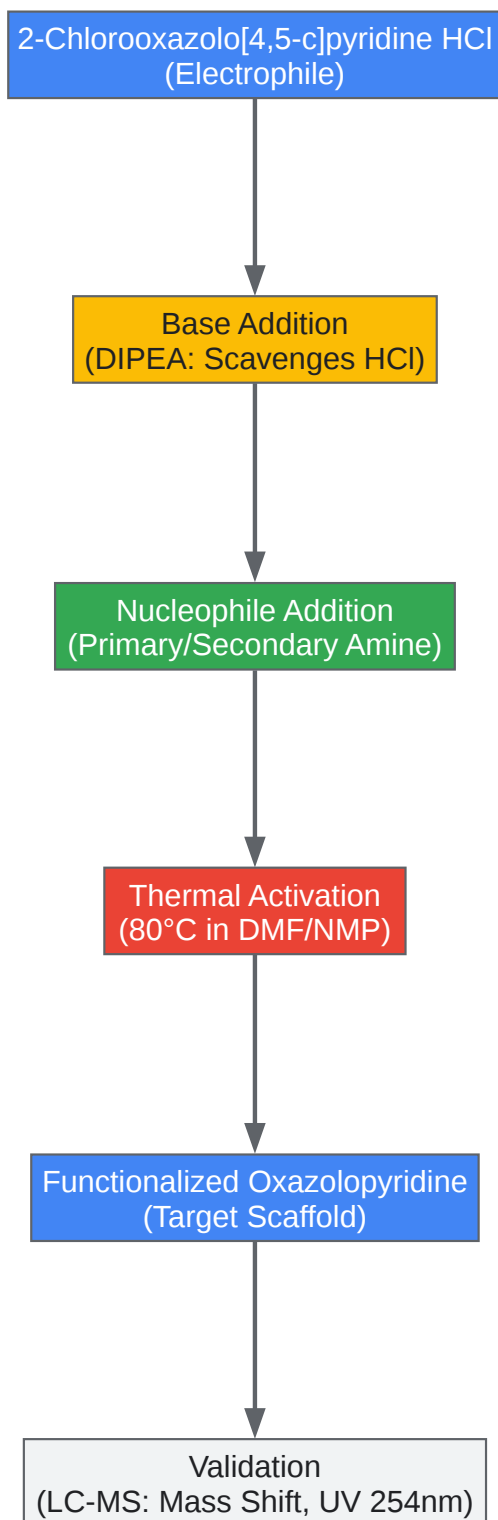 2-Chlorooxazolo[4,5-c]pyridine HCl
(Electrophile)
Base Addition
(DIPEA: Scavenges HCl)
Nucleophile Addition
(Primary/Secondary Amine)
Thermal Activation
(80°C in DMF/NMP)
Functionalized Oxazolopyridine
(Target Scaffold)
Validation
(LC-MS: Mass Shift, UV 254nm)